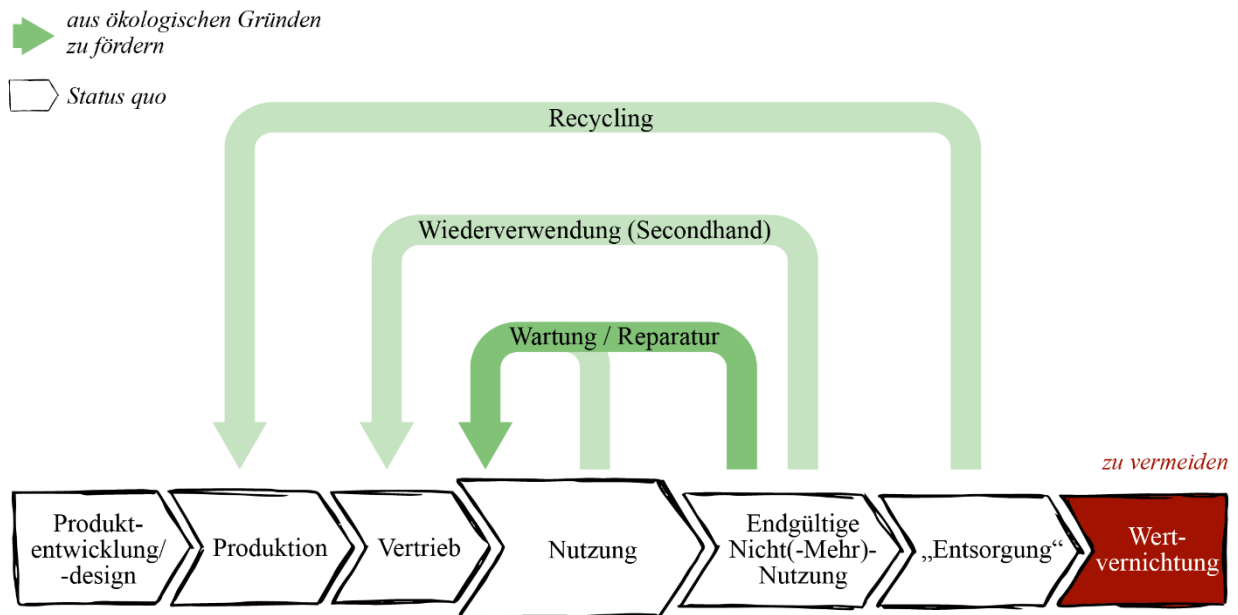 aus ökologischen Gründen
zu fördern
Status quo
Recycling
Wiederverwendung (Secondhand)
Wartung / Reparatur
zu vermeiden
Produkt-
entwicklung/
-design
Produktion
Vertrieb
Nutzung
Endgültige
Nicht(-Mehr)-
Nutzung
„Entsorgung“
Wert-
vernichtung